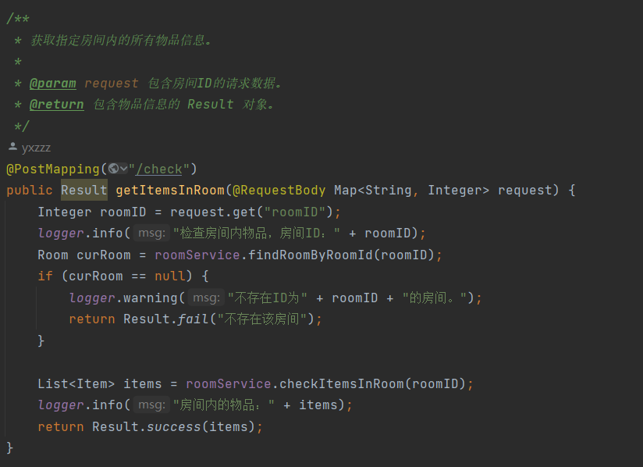 /**
 * 获取指定房间内的所有物品信息。
 *
 * @param request 包含房间ID的请求数据。
 * @return 包含物品信息的 Result 对象。
 */
yxzzz
@PostMapping("/check")
public Result getItemsInRoom(@RequestBody Map<String, Integer> request) {
    Integer roomID = request.get("roomID");
    logger.info( msg: "检查房间内物品，房间ID：" + roomID);
    Room curRoom = roomService.findRoomByRoomId(roomID);
    if (curRoom == null) {
        logger.warning( msg: "不存在ID为" + roomID + "的房间。");
        return Result.fail("不存在该房间");
    }

    List<Item> items = roomService.checkItemsInRoom(roomID);
    logger.info( msg: "房间内的物品：" + items);
    return Result.success(items);
}